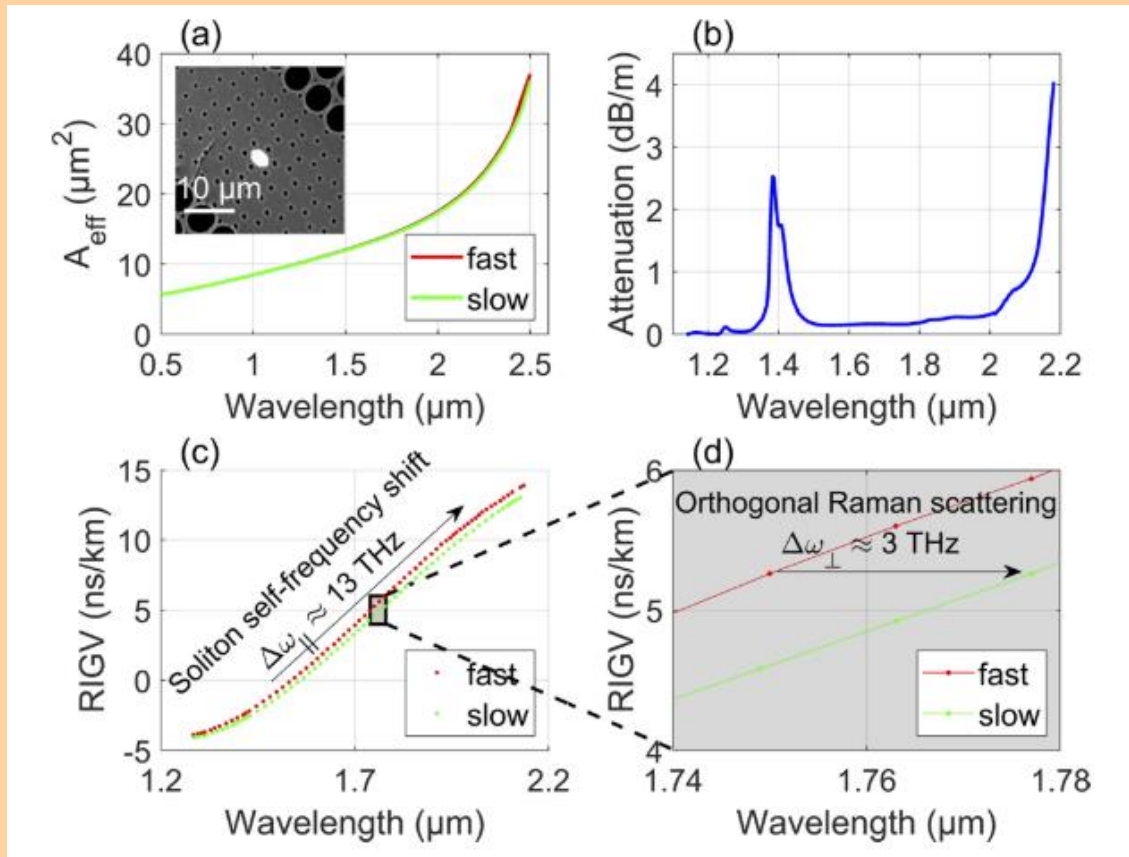 (a)
A_eff (μm²)
40
30
20
10
0
10 μm
fast
slow
0.5
1
1.5
2
2.5
Wavelength (μm)
(b)
Attenuation (dB/m)
4
3
2
1
0
1.2
1.4
1.6
1.8
2
2.2
Wavelength (μm)
(c)
RIGV (ns/km)
15
10
5
0
-5
Soliton self-frequency shift
Δω_|| ≈ 13 THz
fast
slow
1.2
1.7
2.2
Wavelength (μm)
(d)
RIGV (ns/km)
6
5
4
Orthogonal Raman scattering
Δω_⊥ ≈ 3 THz
fast
slow
1.74
1.76
1.78
Wavelength (μm)